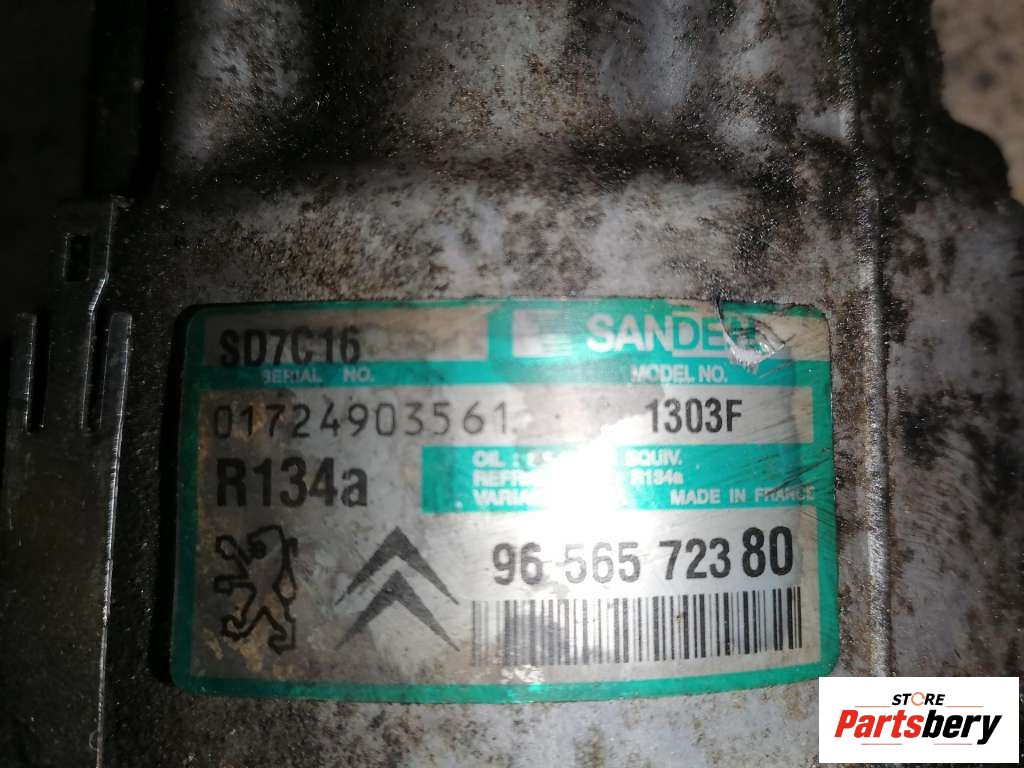 SD7C16 SANDEN
SERIAL NO. MODEL NO.
01724903561 1303F
R134a
OIL : EQUIV.
R134a
MADE IN FRANCE
96 565 723 80
STORE
Partsbery